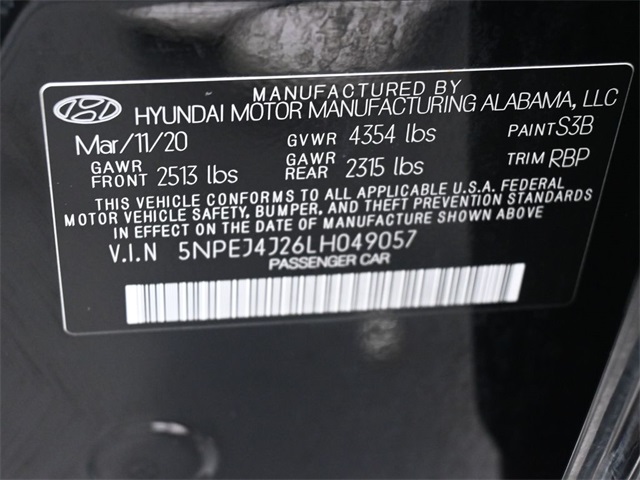 MANUFACTURED BY
HYUNDAI MOTOR MANUFACTURING ALABAMA, LLC
Mar/11/20 GVWR 4354 lbs PAINT S3B
GAWR FRONT 2513 lbs GAWR REAR 2315 lbs TRIM RBP
THIS VEHICLE CONFORMS TO ALL APPLICABLE U.S.A. FEDERAL
MOTOR VEHICLE SAFETY, BUMPER, AND THEFT PREVENTION STANDARDS
IN EFFECT ON THE DATE OF MANUFACTURE SHOWN ABOVE
V.I.N 5NPEJ4J26LH049057
PASSENGER CAR